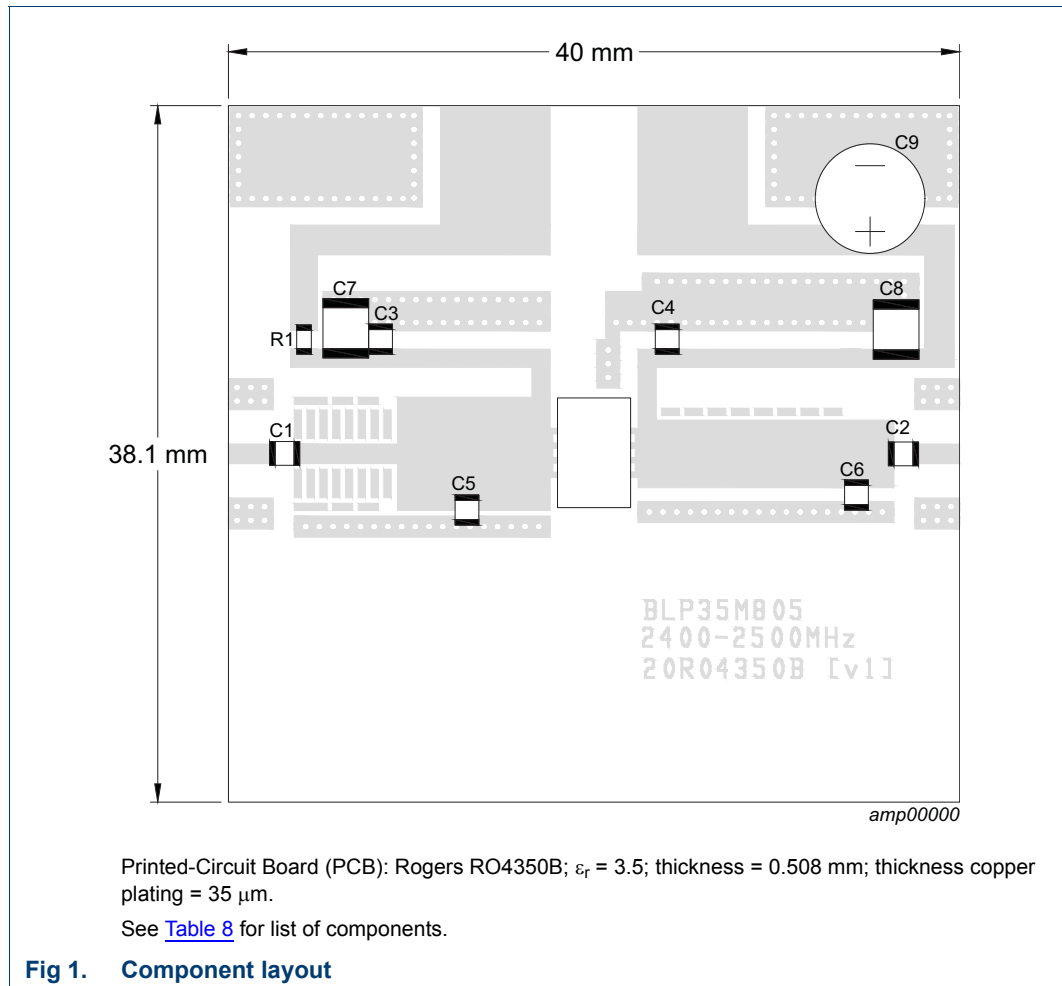 40 mm
C9
C7
C8
C3
C4
R1
C1
C2
38.1 mm
C5
C6
BLP35M805
2400-2500MHz
20RO4350B [v1]
amp00000
Printed-Circuit Board (PCB): Rogers RO4350B; εr = 3.5; thickness = 0.508 mm; thickness copper
plating = 35 μm.
See Table 8 for list of components.
Fig 1. Component layout